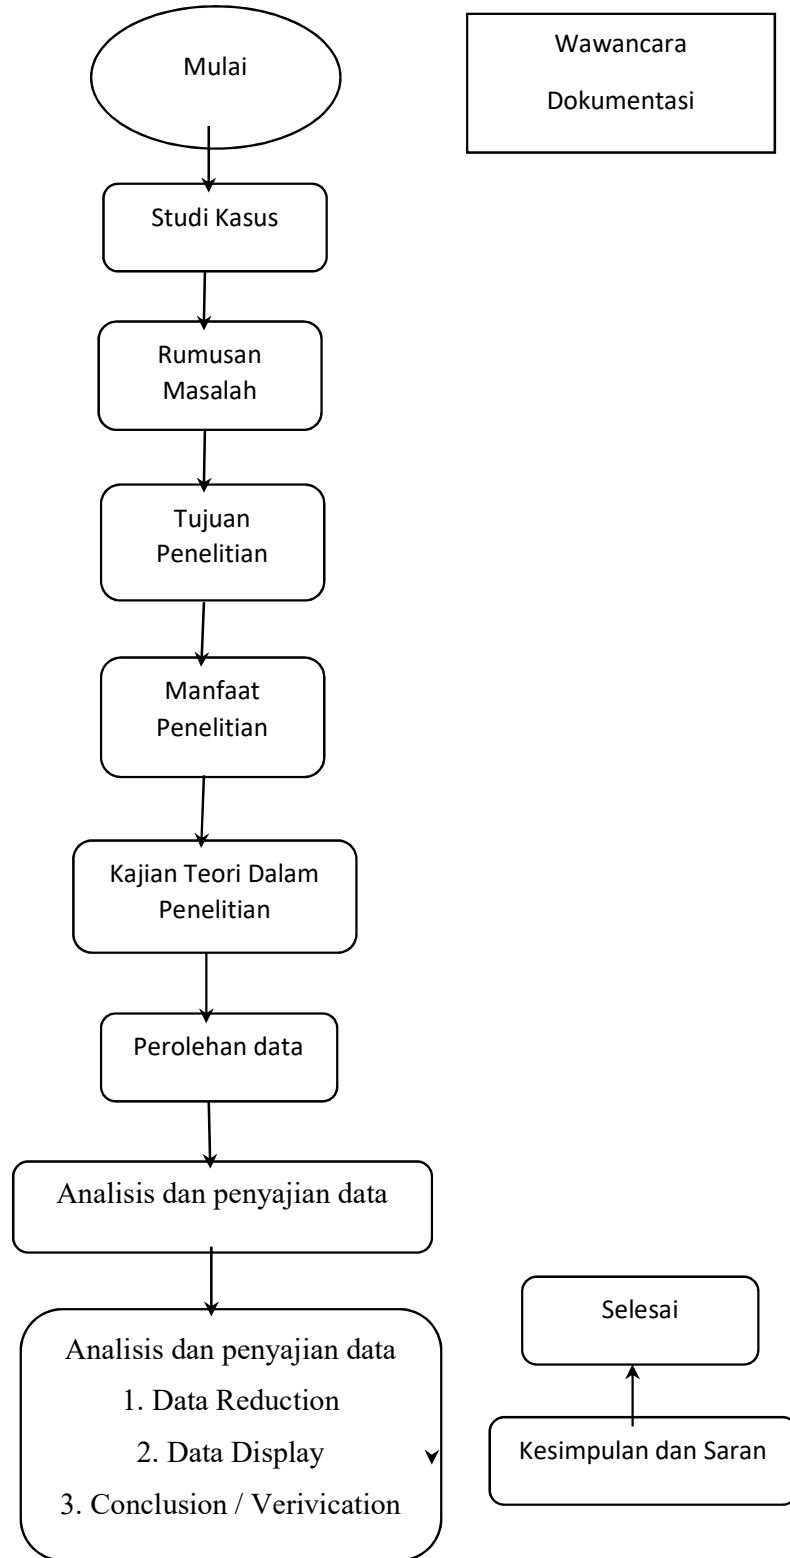 Mulai
Wawancara
Dokumentasi
Studi Kasus
Rumusan
Masalah
Tujuan
Penelitian
Manfaat
Penelitian
Kajian Teori Dalam
Penelitian
Perolehan data
Analisis dan penyajian data
Analisis dan penyajian data
1. Data Reduction
2. Data Display
3. Conclusion / Verivication
Selesai
Kesimpulan dan Saran